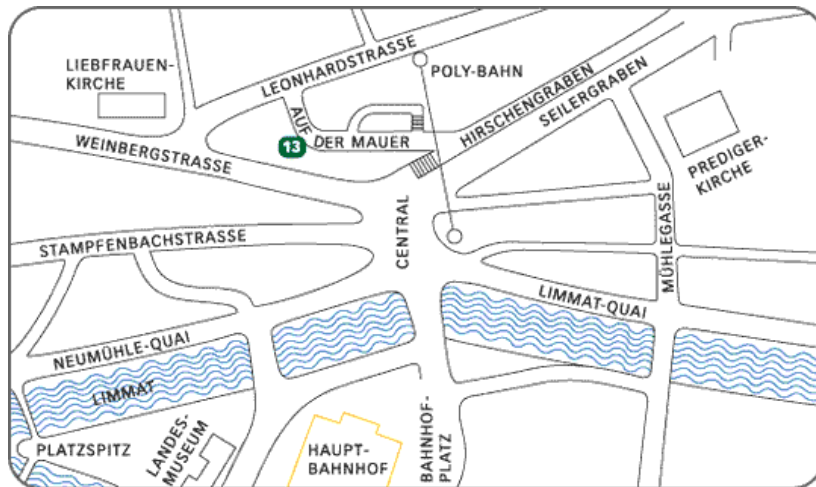 LIEBFRAUEN-
KIRCHE
LEONHARDSTRASSE
POLY-BAHN
AUF
DER MAUER
13
HIRSCHENGRABEN
SEILERGRABEN
WEINBERGSTRASSE
PREDIGER-
KIRCHE
STAMPFENBACHSTRASSE
CENTRAL
MÜHLEGASSE
LIMMAT-QUAI
NEUMÜHLE-QUAI
LIMMAT
PLATZSPITZ
LANDES-
MUSEUM
HAUPT-
BAHNHOF
BAHNHOF-
PLATZ